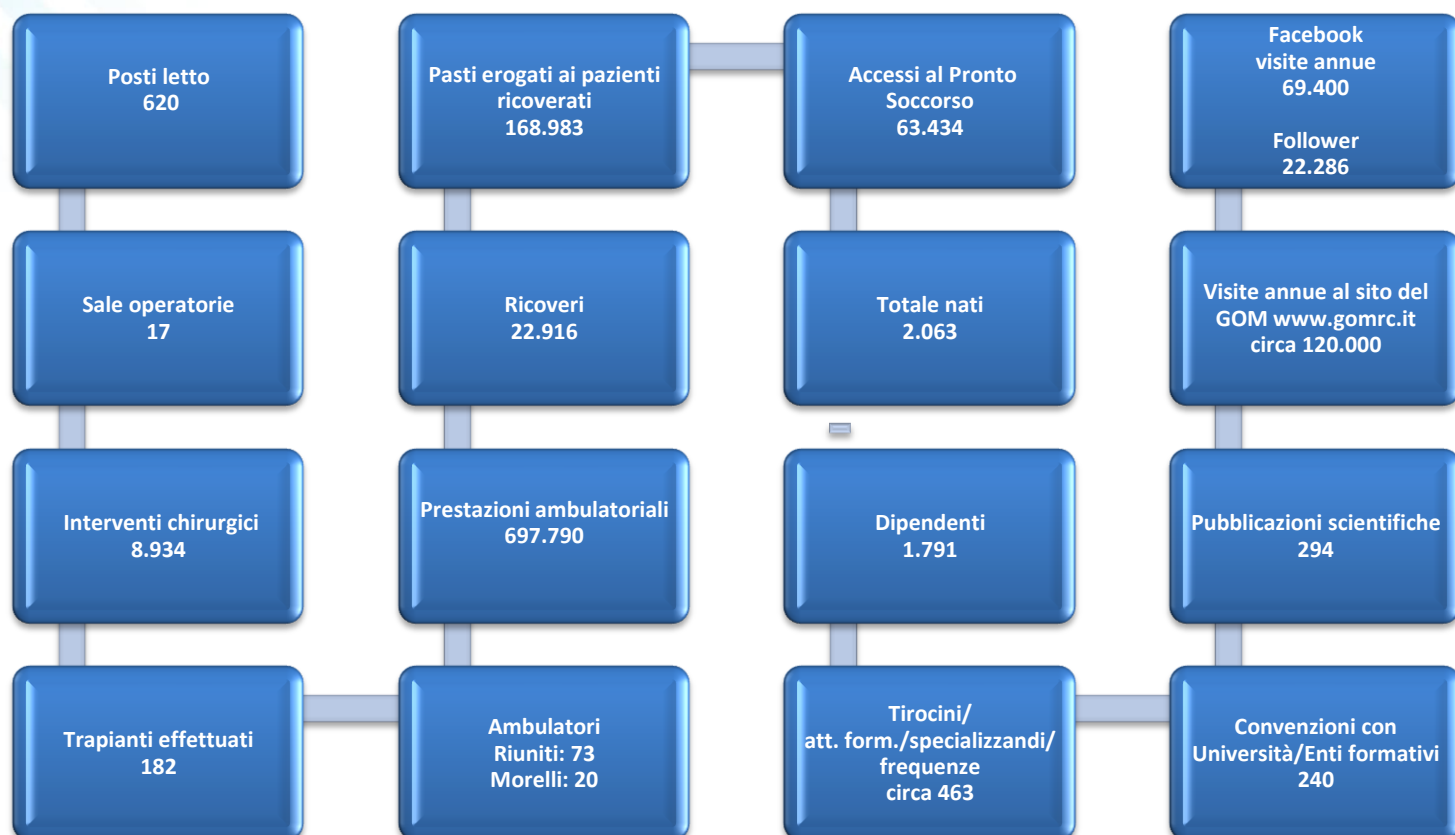 Posti letto
620
Sale operatorie
17
Interventi chirurgici
8.934
Trapianti effettuati
182
Ambulatori
Riuniti: 73
Morelli: 20
Prestazioni ambulatoriali
697.790
Ricoveri
22.916
Pasti erogati ai pazienti
ricoverati
168.983
Accessi al Pronto
Soccorso
63.434
Totale nati
2.063
Dipendenti
1.791
Tirocini/
att. form./specializzandi/
frequenze
circa 463
Convenzioni con
Università/Enti formativi
240
Pubblicazioni scientifiche
294
Visite annue al sito del
GOM www.gomrc.it
circa 120.000
Facebook
visite annue
69.400
Follower
22.286